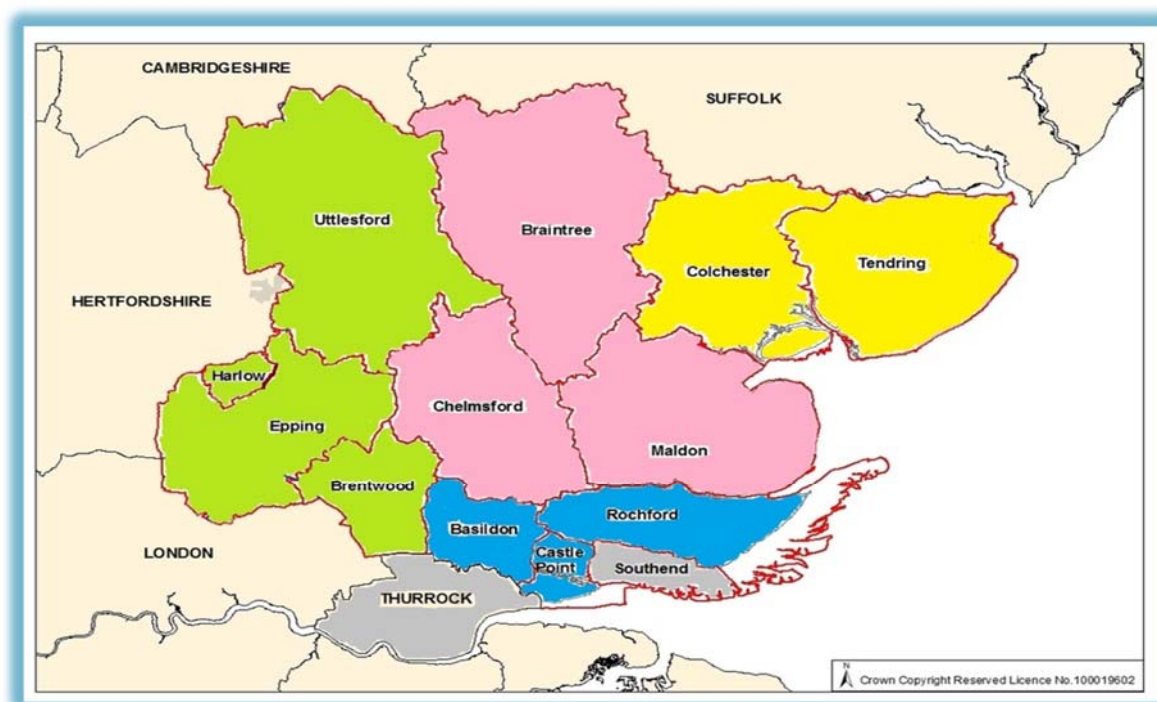 CAMBRIDGESHIRE
SUFFOLK
Uttlesford
Braintree
Colchester
Tendring
HERTFORDSHIRE
Harlow
Epping
Chelmsford
Maldon
Brentwood
Basildon
Rochford
LONDON
Castle
Point
Southend
THURROCK
N
Crown Copyright Reserved Licence No.100019602